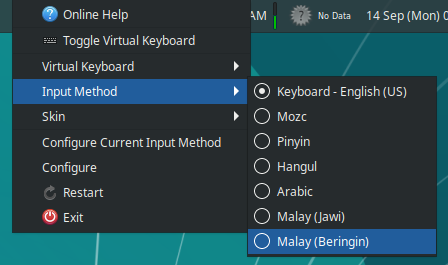 Online Help
Toggle Virtual Keyboard
Virtual Keyboard
Input Method
Skin
Configure Current Input Method
Configure
Restart
Exit
AM
No Data
14 Sep (Mon) 0
Keyboard - English (US)
Mozc
Pinyin
Hangul
Arabic
Malay (Jawi)
Malay (Beringin)